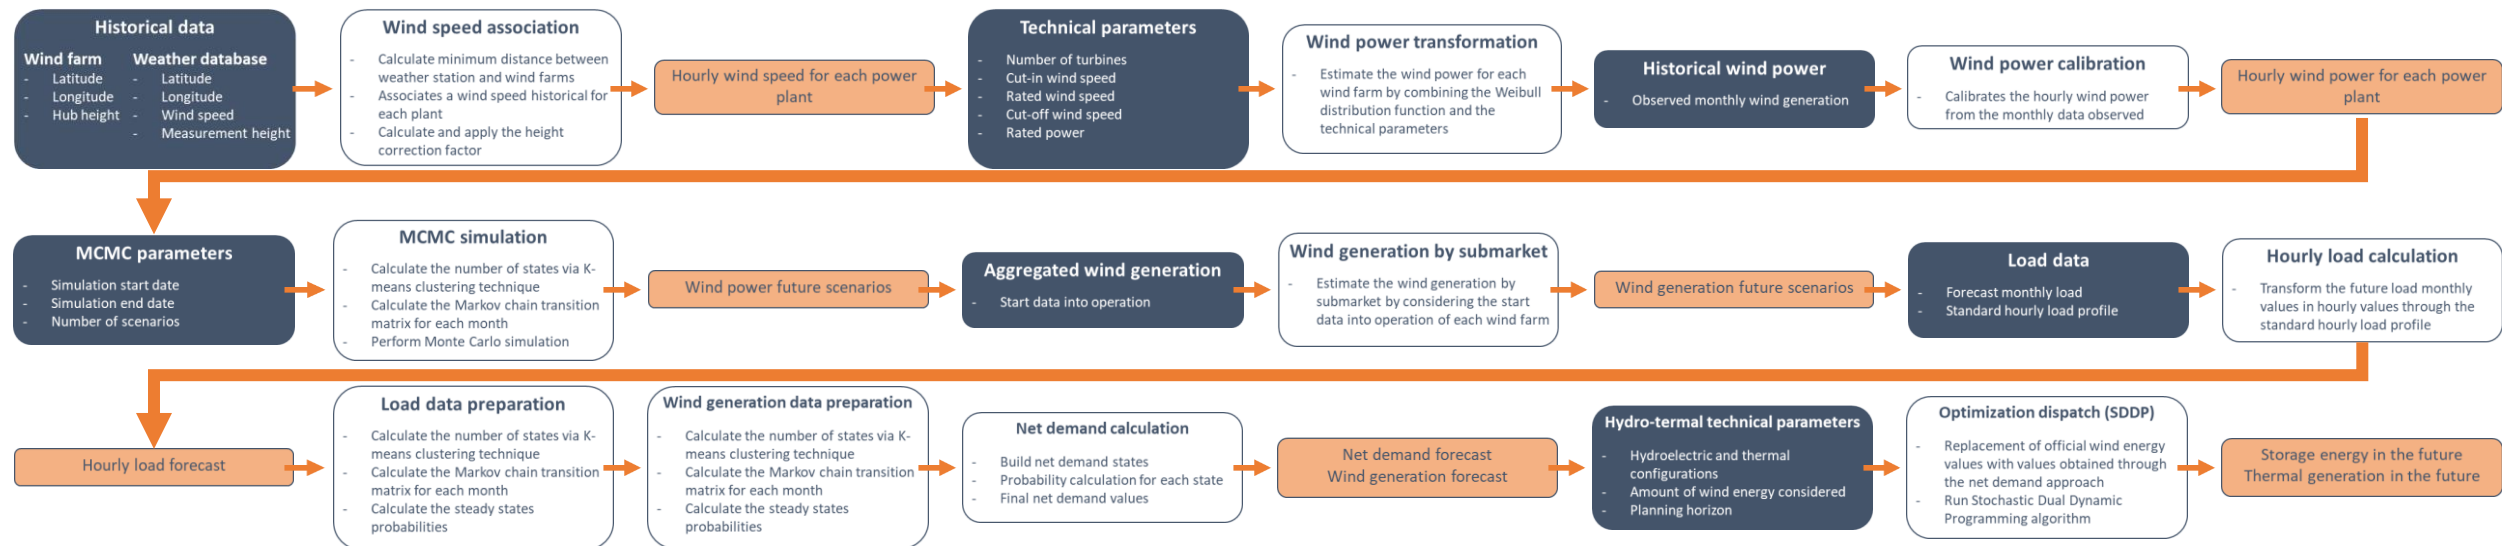 Historical data
Wind farm
- Latitude
- Longitude
- Hub height
Weather database
- Latitude
- Longitude
- Wind speed
- Measurement height
Wind speed association
- Calculate minimum distance between
weather station and wind farms
- Associates a wind speed historical for
each plant
- Calculate and apply the height
correction factor
Hourly wind speed for each power
plant
Technical parameters
- Number of turbines
- Cut-in wind speed
- Rated wind speed
- Cut-off wind speed
- Rated power
Wind power transformation
- Estimate the wind power for each
wind farm by combining the Weibull
distribution function and the
technical parameters
Historical wind power
- Observed monthly wind generation
Wind power calibration
- Calibrates the hourly wind power
from the monthly data observed
Hourly wind power for each power
plant
MCMC parameters
- Simulation start date
- Simulation end date
- Number of scenarios
MCMC simulation
- Calculate the number of states via K-
means clustering technique
- Calculate the Markov chain transition
matrix for each month
- Perform Monte Carlo simulation
Wind power future scenarios
Aggregated wind generation
- Start data into operation
Wind generation by submarket
- Estimate the wind generation by
submarket by considering the start
data into operation of each wind farm
Wind generation future scenarios
Load data
- Forecast monthly load
- Standard hourly load profile
Hourly load calculation
- Transform the future load monthly
values in hourly values through the
standard hourly load profile
Hourly load forecast
Load data preparation
- Calculate the number of states via K-
means clustering technique
- Calculate the Markov chain transition
matrix for each month
- Calculate the steady states
probabilities
Wind generation data preparation
- Calculate the number of states via K-
means clustering technique
- Calculate the Markov chain transition
matrix for each month
- Calculate the steady states
probabilities
Net demand calculation
- Build net demand states
- Probability calculation for each state
- Final net demand values
Net demand forecast
Wind generation forecast
Hydro-termal technical parameters
- Hydroelectric and thermal
configurations
- Amount of wind energy considered
- Planning horizon
Optimization dispatch (SDDP)
- Replacement of official wind energy
values with values obtained through
the net demand approach
- Run Stochastic Dual Dynamic
Programming algorithm
Storage energy in the future
Thermal generation in the future